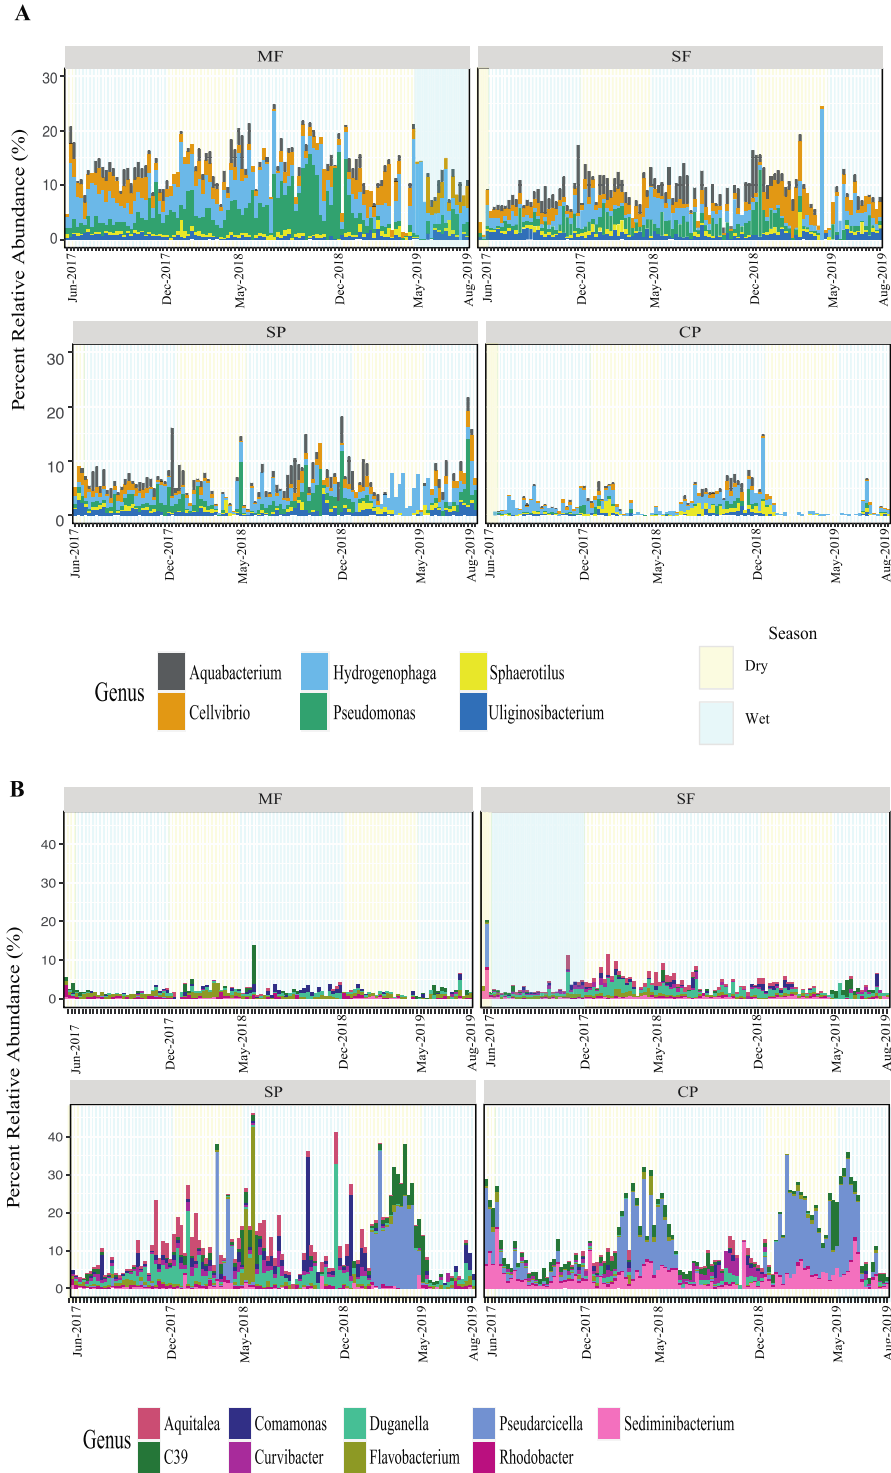 A
MF
SF
Percent Relative Abundance (%)
30
20
10
0
Jun-2017
Dec-2017
May-2018
Dec-2018
May-2019
Aug-2019
Jun-2017
Dec-2017
May-2018
Dec-2018
May-2019
Aug-2019
SP
CP
30
20
10
0
Jun-2017
Dec-2017
May-2018
Dec-2018
May-2019
Aug-2019
Jun-2017
Dec-2017
May-2018
Dec-2018
May-2019
Aug-2019
Season
Genus
Aquabacterium
Hydrogenophaga
Sphaerotilus
Dry
Cellvibrio
Pseudomonas
Uliginosibacterium
Wet
B
MF
SF
Percent Relative Abundance (%)
40
30
20
10
0
Jun-2017
Dec-2017
May-2018
Dec-2018
May-2019
Aug-2019
Jun-2017
Dec-2017
May-2018
Dec-2018
May-2019
Aug-2019
SP
CP
40
30
20
10
0
Jun-2017
Dec-2017
May-2018
Dec-2018
May-2019
Aug-2019
Jun-2017
Dec-2017
May-2018
Dec-2018
May-2019
Aug-2019
Genus
Aquitalea
Comamonas
Duganella
Pseudarcicella
Sediminibacterium
C39
Curvibacter
Flavobacterium
Rhodobacter